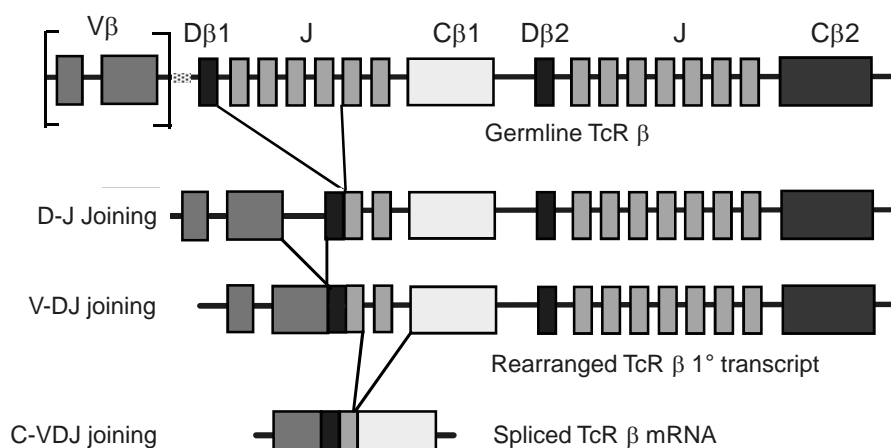 Vβ Dβ1 J Cβ1 Dβ2 J Cβ2
Germline TcR β
D-J Joining
V-DJ joining
Rearranged TcR β 1° transcript
C-VDJ joining Spliced TcR β mRNA